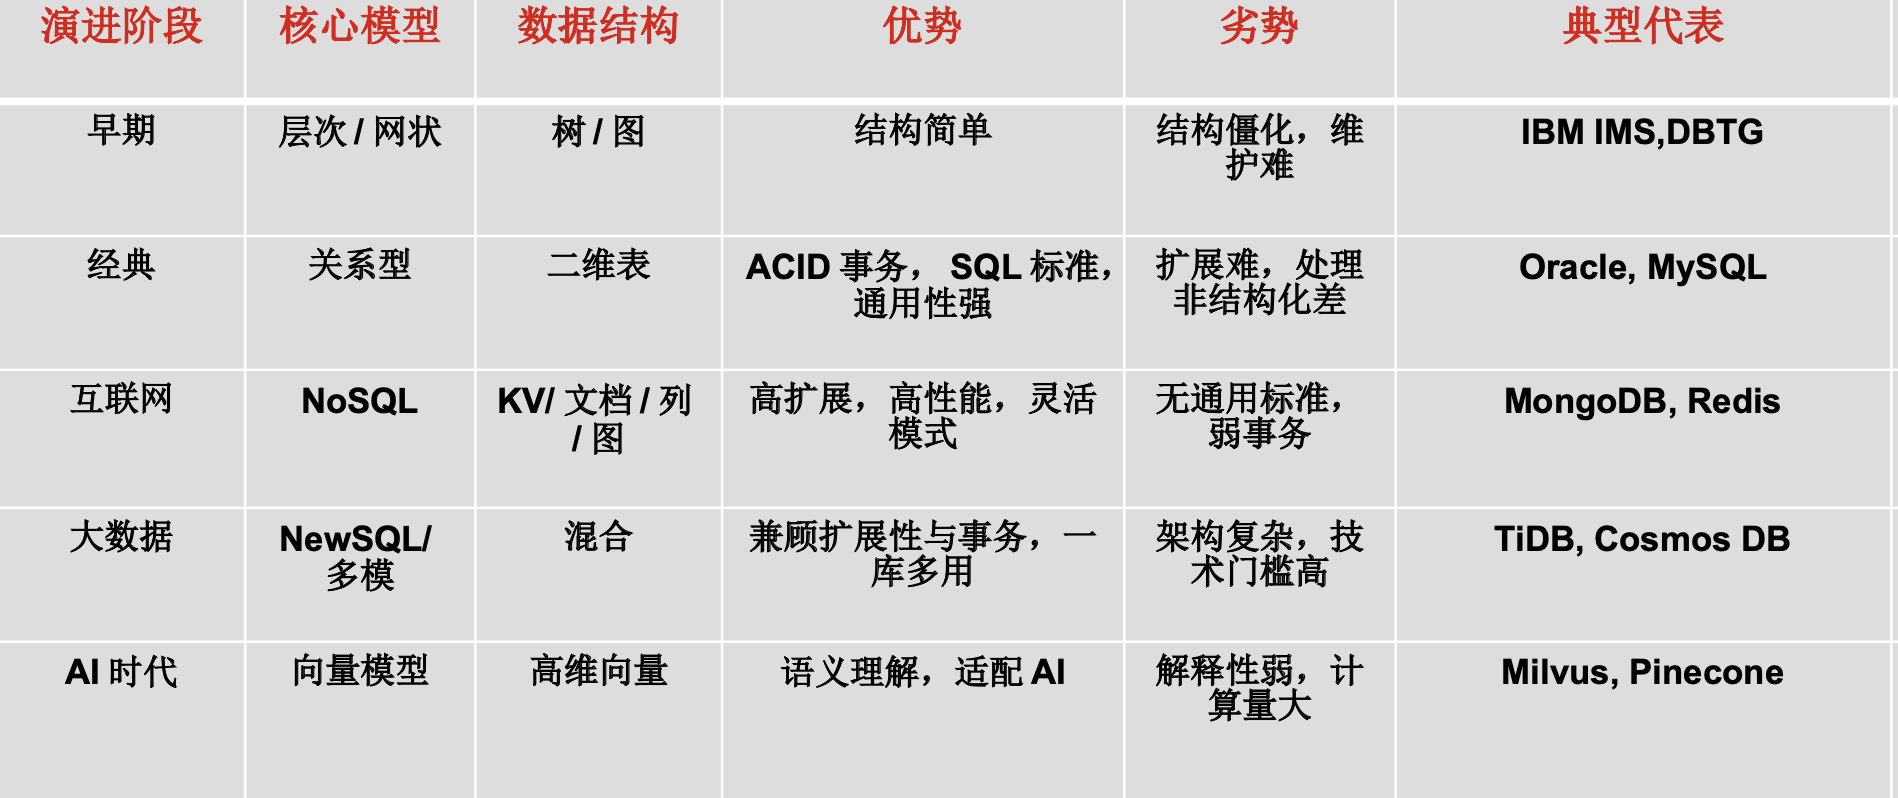 演进阶段 核心模型 数据结构 优势 劣势 典型代表
早期 层次 / 网状 树 / 图 结构简单 结构僵化，维 IBM IMS,DBTG
护难
经典 关系型 二维表 ACID 事务， SQL 标准， 扩展难，处理 Oracle, MySQL
通用性强 非结构化差
互联网 NoSQL KV/ 文档 / 列 高扩展，高性能，灵活 无通用标准， MongoDB, Redis
/ 图 模式 弱事务
大数据 NewSQL/ 混合 兼顾扩展性与事务，一 架构复杂，技 TiDB, Cosmos DB
多模 库多用 术门槛高
AI 时代 向量模型 高维向量 语义理解，适配 AI 解释性弱，计 Milvus, Pinecone
算量大